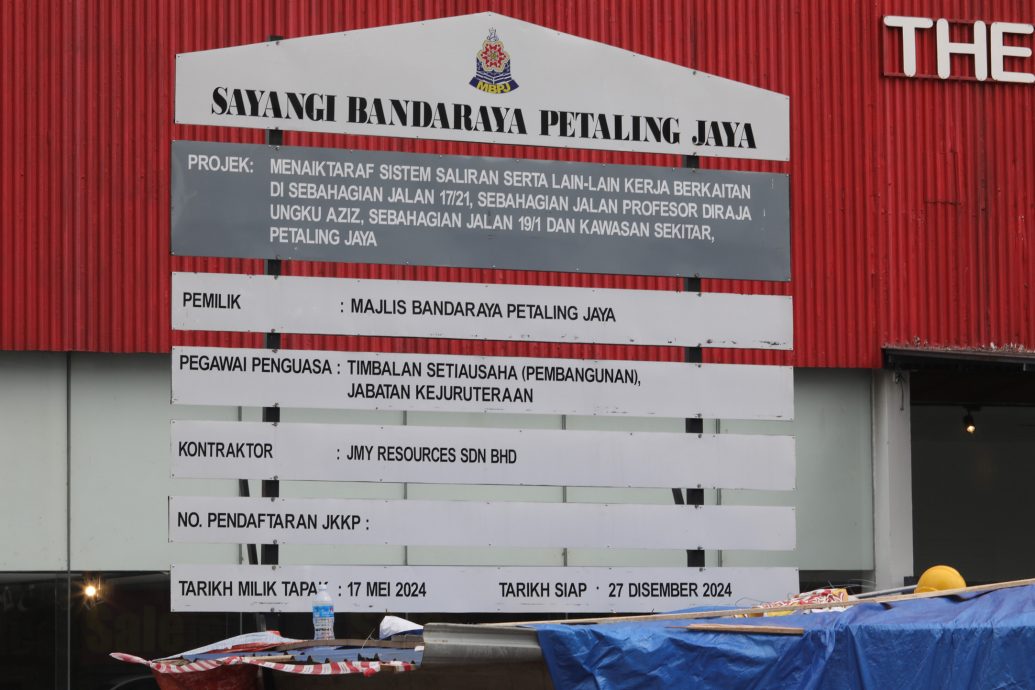 THE
MBPJ
SAYANGI BANDARAYA PETALING JAYA
PROJEK: MENAIKTARAF SISTEM SALIRAN SERTA LAIN-LAIN KERJA BERKAITAN
DI SEBAHAGIAN JALAN 17/21, SEBAHAGIAN JALAN PROFESOR DIRAJA
UNGKU AZIZ, SEBAHAGIAN JALAN 19/1 DAN KAWASAN SEKITAR,
PETALING JAYA
PEMILIK : MAJLIS BANDARAYA PETALING JAYA
PEGAWAI PENGUASA : TIMBALAN SETIAUSAHA (PEMBANGUNAN),
JABATAN KEJURUTERAAN
KONTRAKTOR : JMY RESOURCES SDN BHD
NO. PENDAFTARAN JKKP :
TARIKH MILIK TAPAK : 17 MEI 2024 TARIKH SIAP : 27 DISEMBER 2024